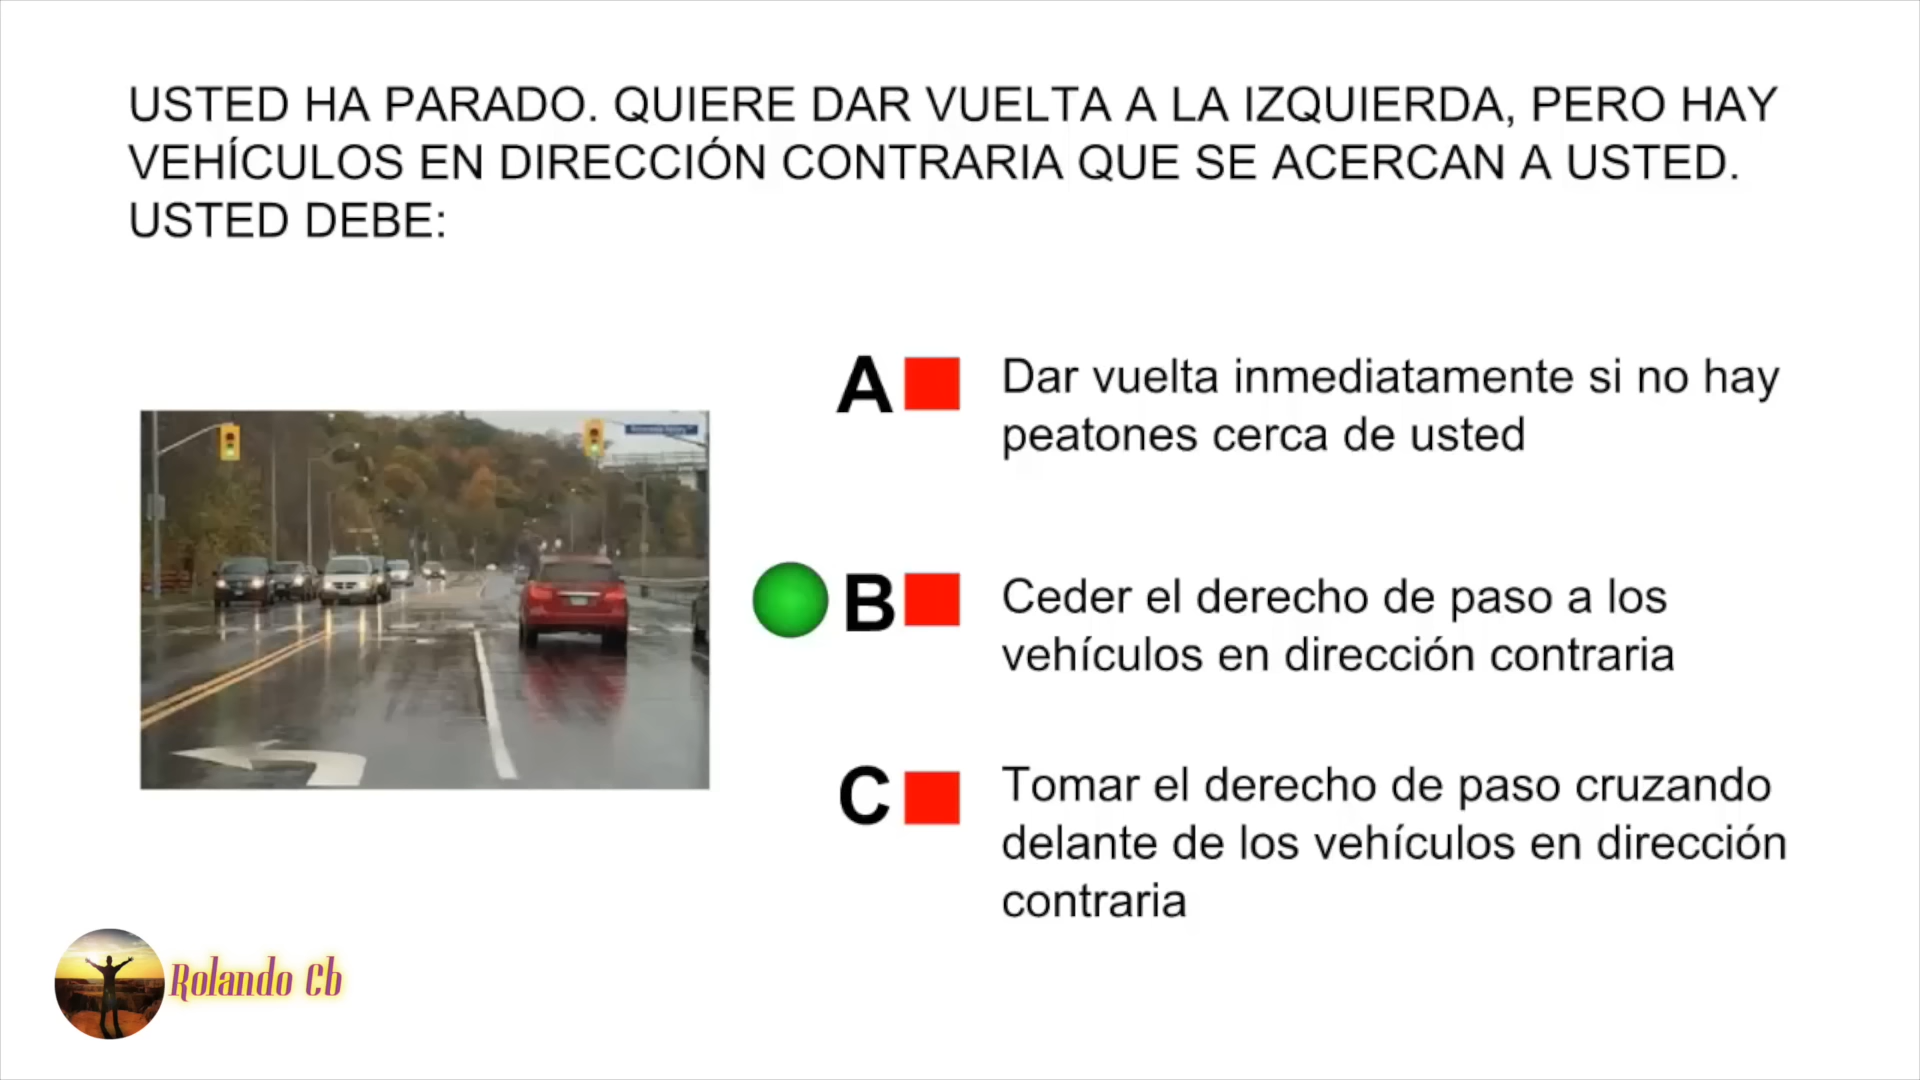 USTED HA PARADO. QUIERE DAR VUELTA A LA IZQUIERDA, PERO HAY
VEHÍCULOS EN DIRECCIÓN CONTRARIA QUE SE ACERCAN A USTED.
USTED DEBE:
A Dar vuelta inmediatamente si no hay
peatones cerca de usted
B Ceder el derecho de paso a los
vehículos en dirección contraria
C Tomar el derecho de paso cruzando
delante de los vehículos en dirección
contraria
Rolando Cb